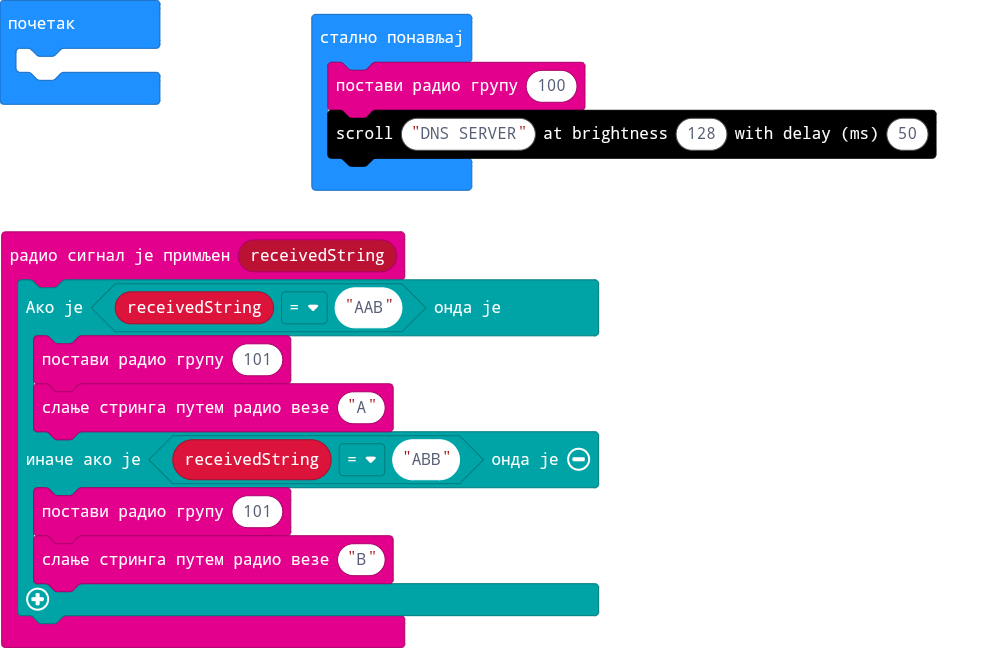 почетак
стално понављај
постави радио групу 100
scroll "DNS SERVER" at brightness 128 with delay (ms) 50
радио сигнал је примљен receivedString
Ако је receivedString = "AAB" онда је
постави радио групу 101
слање стринга путем радио везе "A"
иначе ако је receivedString = "ABB" онда је
постави радио групу 101
слање стринга путем радио везе "B"